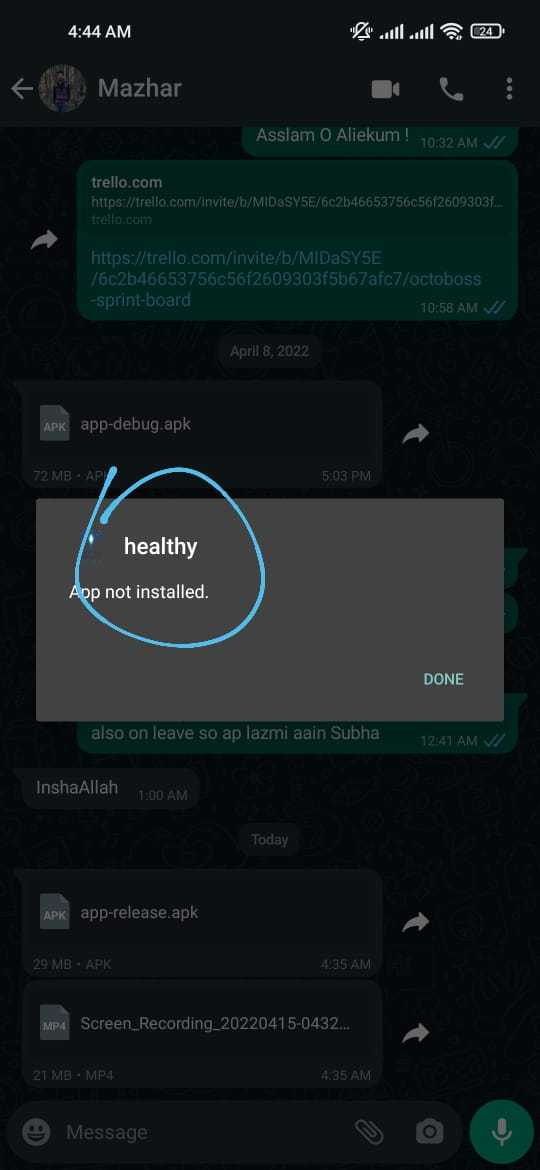 4:44 AM
24
Mazhar
Asslam O Aliekum !
10:32 AM
trello.com
https://trello.com/invite/b/MIDaSY5E/6c2b46653756c56f2609303f...
trello.com
https://trello.com/invite/b/MIDaSY5E
/6c2b46653756c56f2609303f5b67afc7/octoboss
-sprint-board
10:58 AM
April 8, 2022
APK
app-debug.apk
72 MB • APK
5:03 PM
healthy
App not installed.
DONE
also on leave so ap lazmi aain Subha
12:41 AM
InshaAllah
1:00 AM
Today
APK
app-release.apk
29 MB • APK
4:35 AM
MP4
Screen_Recording_20220415-0432...
21 MB • MP4
4:35 AM
Message